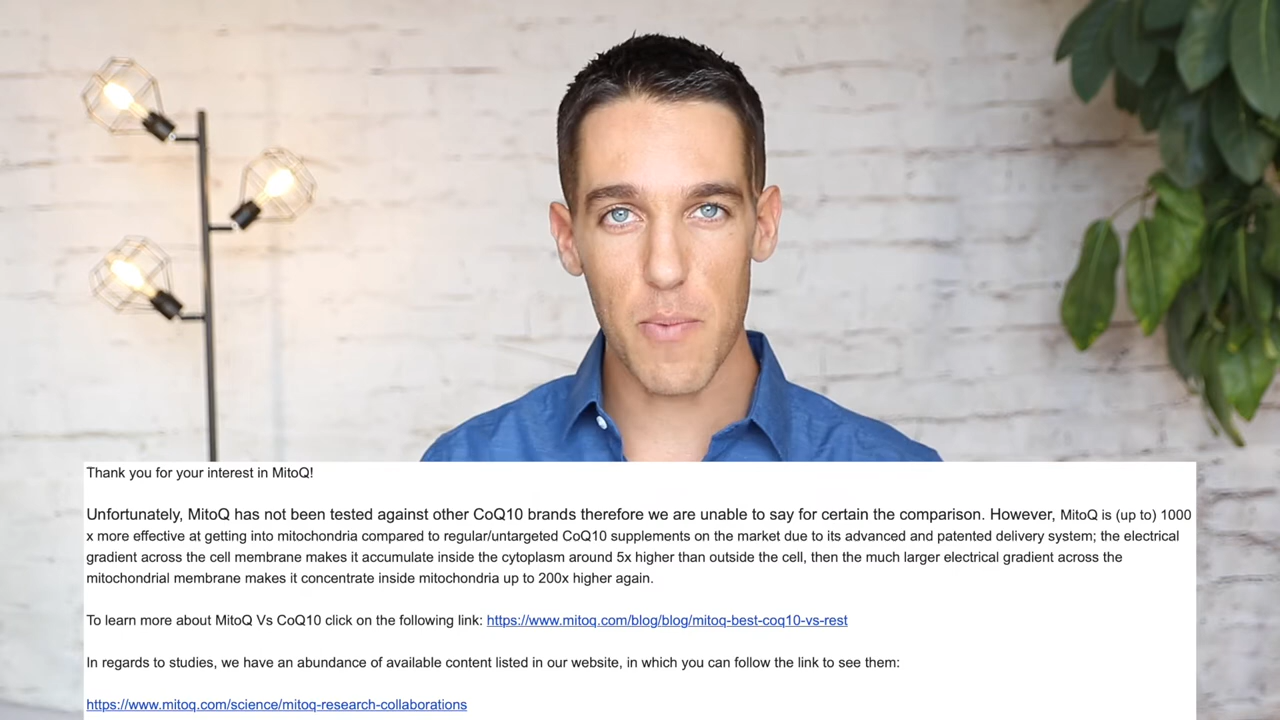 Thank you for your interest in MitoQ!
Unfortunately, MitoQ has not been tested against other CoQ10 brands therefore we are unable to say for certain the comparison. However, MitoQ is (up to) 1000
x more effective at getting into mitochondria compared to regular/untargeted CoQ10 supplements on the market due to its advanced and patented delivery system; the electrical
gradient across the cell membrane makes it accumulate inside the cytoplasm around 5x higher than outside the cell, then the much larger electrical gradient across the
mitochondrial membrane makes it concentrate inside mitochondria up to 200x higher again.
To learn more about MitoQ Vs CoQ10 click on the following link: https://www.mitoq.com/blog/blog/mitoq-best-coq10-vs-rest
In regards to studies, we have an abundance of available content listed in our website, in which you can follow the link to see them:
https://www.mitoq.com/science/mitoq-research-collaborations